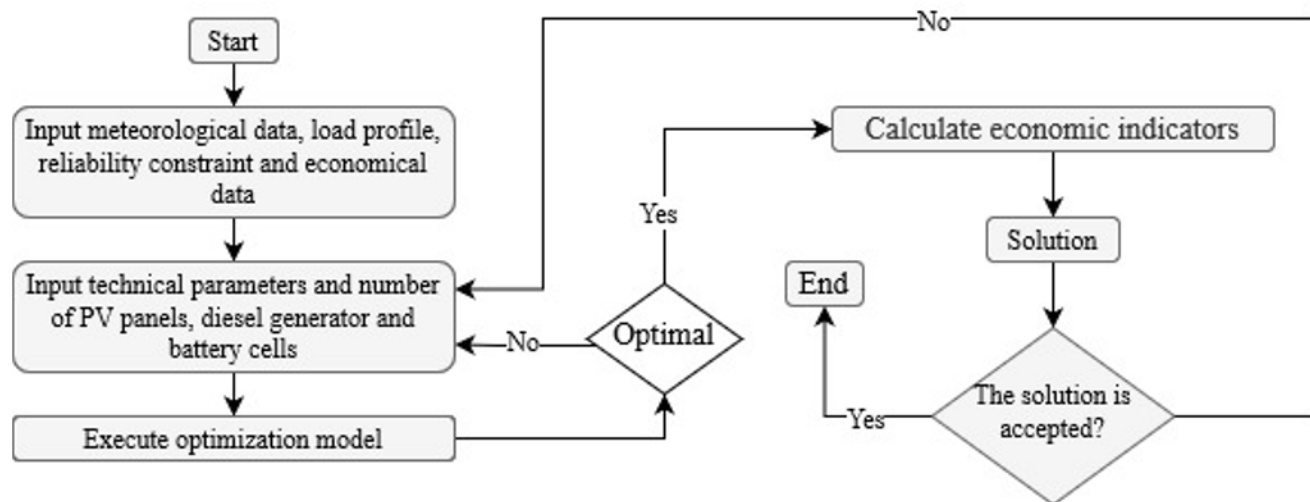 Start
Input meteorological data, load profile,
reliability constraint and economical
data
Input technical parameters and number
of PV panels, diesel generator and
battery cells
Execute optimization model
No
Optimal
Yes
No
Calculate economic indicators
Solution
The solution is
accepted?
Yes
End